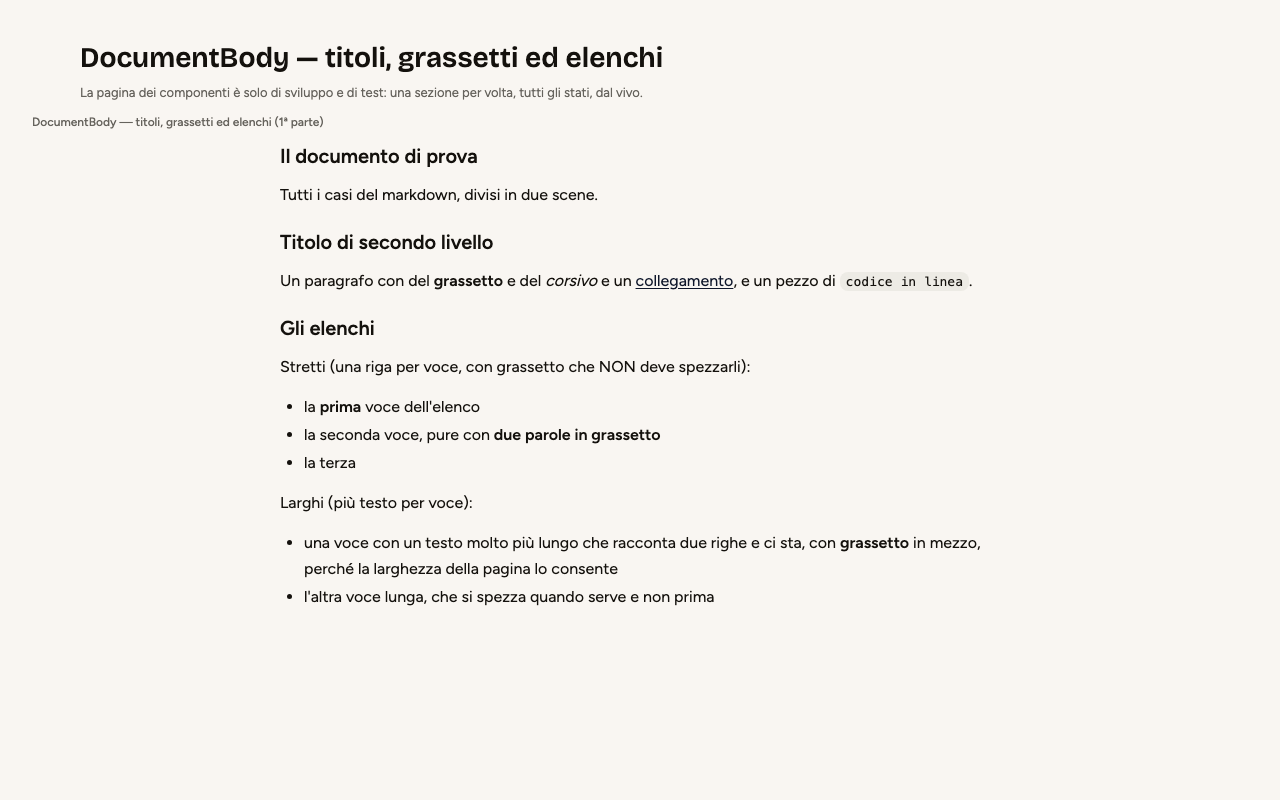 DocumentBody — titoli, grassetti ed elenchi
La pagina dei componenti è solo di sviluppo e di test: una sezione per volta, tutti gli stati, dal vivo.
DocumentBody — titoli, grassetti ed elenchi (1ª parte)
Il documento di prova
Tutti i casi del markdown, divisi in due scene.
Titolo di secondo livello
Un paragrafo con del grassetto e del corsivo e un collegamento, e un pezzo di codice in linea.
Gli elenchi
Stretti (una riga per voce, con grassetto che NON deve spezzarli):
• la prima voce dell'elenco
• la seconda voce, pure con due parole in grassetto
• la terza
Larghi (più testo per voce):
• una voce con un testo molto più lungo che racconta due righe e ci sta, con grassetto in mezzo,
perché la larghezza della pagina lo consente
• l'altra voce lunga, che si spezza quando serve e non prima